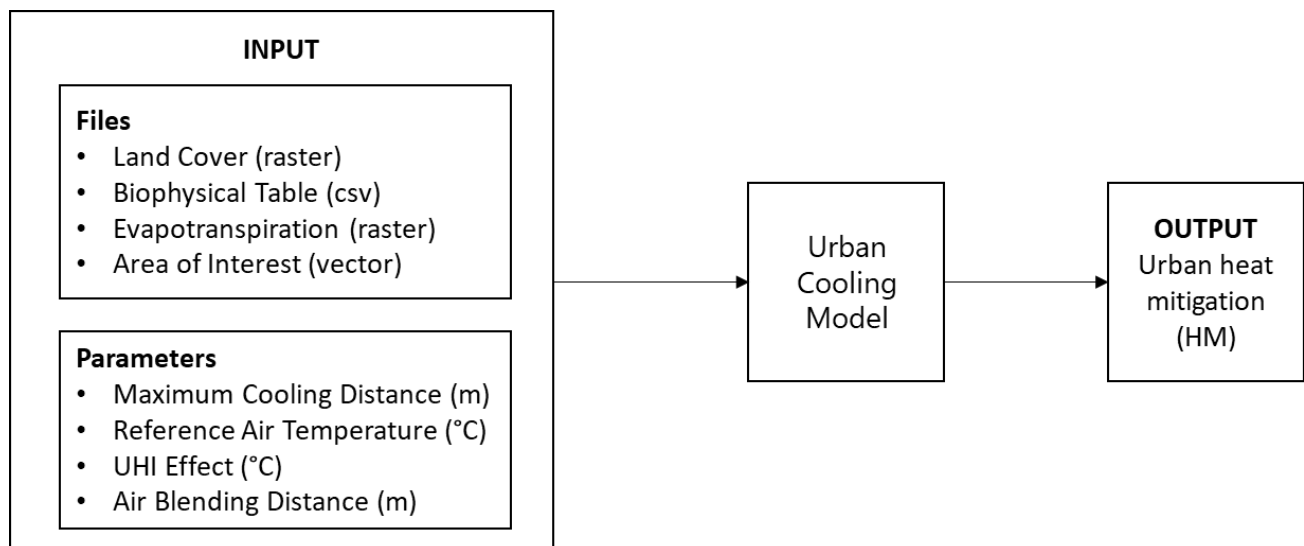 INPUT
Files
• Land Cover (raster)
• Biophysical Table (csv)
• Evapotranspiration (raster)
• Area of Interest (vector)
Parameters
• Maximum Cooling Distance (m)
• Reference Air Temperature (°C)
• UHI Effect (°C)
• Air Blending Distance (m)
Urban
Cooling
Model
OUTPUT
Urban heat
mitigation
(HM)